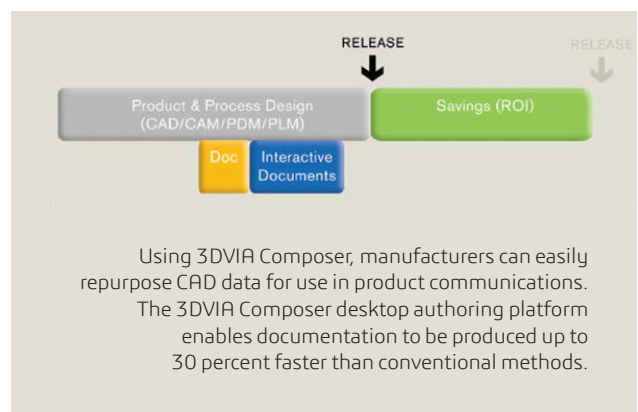 RELEASE
RELEASE
Product & Process Design
(CAD/CAM/PDM/PLM)
Savings (ROI)
Doc
Interactive
Documents
Using 3DVIA Composer, manufacturers can easily
repurpose CAD data for use in product communications.
The 3DVIA Composer desktop authoring platform
enables documentation to be produced up to
30 percent faster than conventional methods.